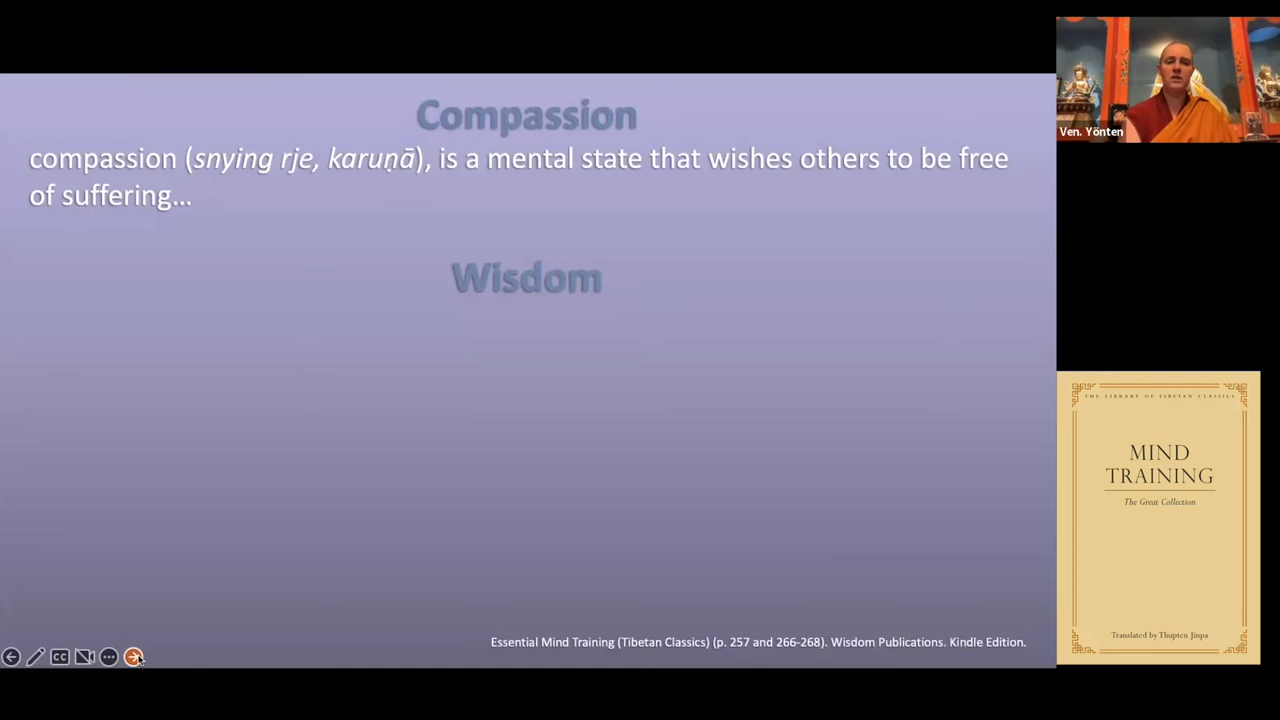 Compassion
compassion (snying rje, karuṇā), is a mental state that wishes others to be free
of suffering...
Wisdom
Essential Mind Training (Tibetan Classics) (p. 257 and 266-268). Wisdom Publications. Kindle Edition.
CC
Ven. Yönten
THE LIBRARY OF TIBETAN CLASSICS
MIND
TRAINING
The Great Collection
Translated by Thupten Jinpa